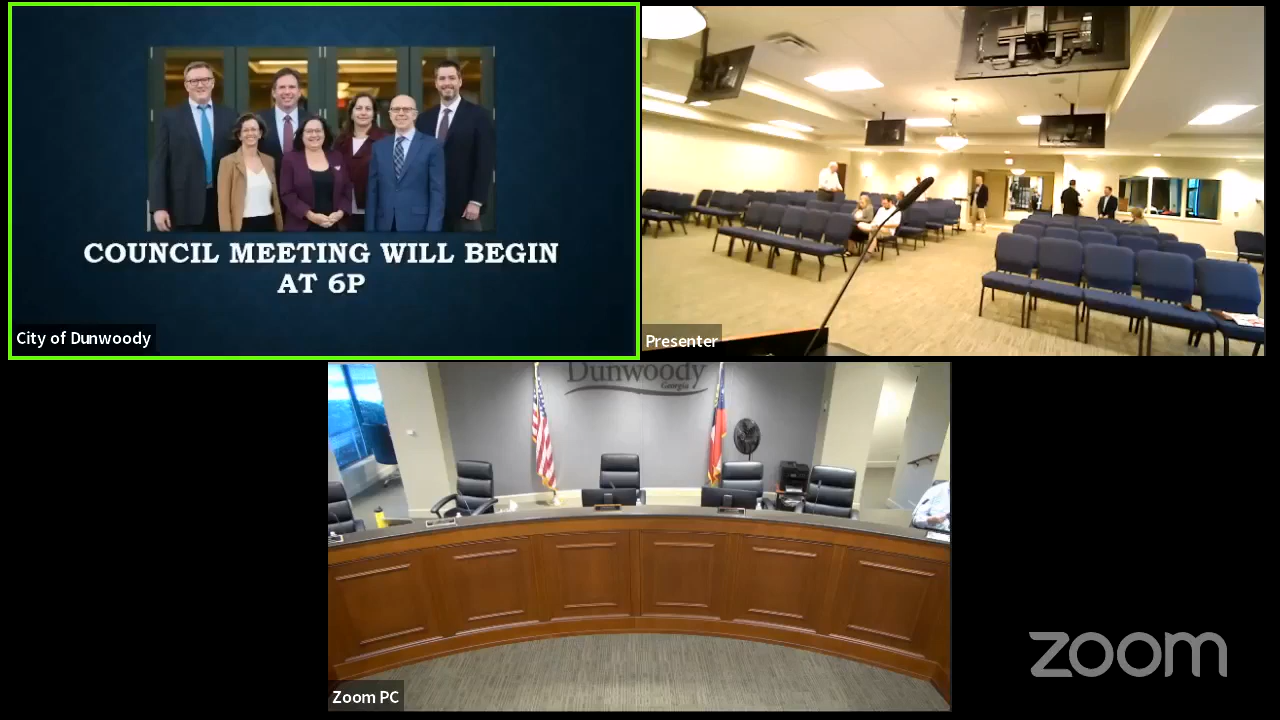 COUNCIL MEETING WILL BEGIN
AT 6P
City of Dunwoody
Presenter
Dunwoody
Georgia
Zoom PC
zoom